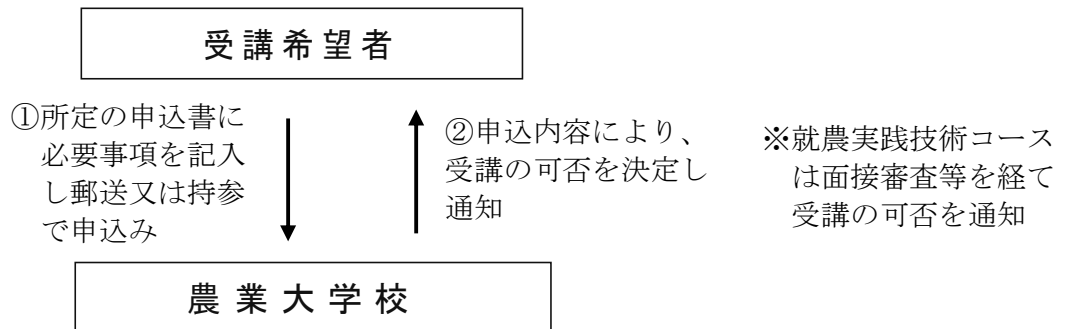 受講希望者
①所定の申込書に
必要事項を記入
し郵送又は持参
で申込み
②申込内容により、
受講の可否を決定し
通知
※就農実践技術コース
は面接審査等を経て
受講の可否を通知
農業大学校